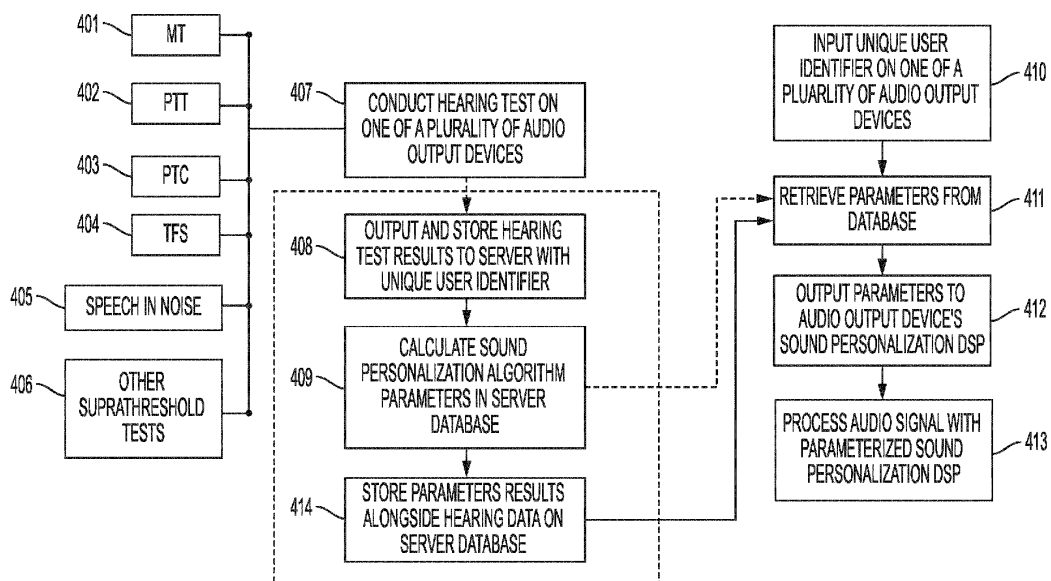 401
MT
402
PTT
403
PTC
404
TFS
405
SPEECH IN NOISE
406
OTHER
SUPRATHRESHOLD
TESTS
407
CONDUCT HEARING TEST ON
ONE OF A PLURALITY OF AUDIO
OUTPUT DEVICES
408
OUTPUT AND STORE HEARING
TEST RESULTS TO SERVER WITH
UNIQUE USER IDENTIFIER
409
CALCULATE SOUND
PERSONALIZATION ALGORITHM
PARAMETERS IN SERVER
DATABASE
414
STORE PARAMETERS RESULTS
ALONGSIDE HEARING DATA ON
SERVER DATABASE
INPUT UNIQUE USER
IDENTIFIER ON ONE OF A
PLUARLITY OF AUDIO OUTPUT
DEVICES
410
RETRIEVE PARAMETERS FROM
DATABASE
411
OUTPUT PARAMETERS TO
AUDIO OUTPUT DEVICE'S
SOUND PERSONALIZATION DSP
412
PROCESS AUDIO SIGNAL WITH
PARAMETERIZED SOUND
PERSONALIZATION DSP
413